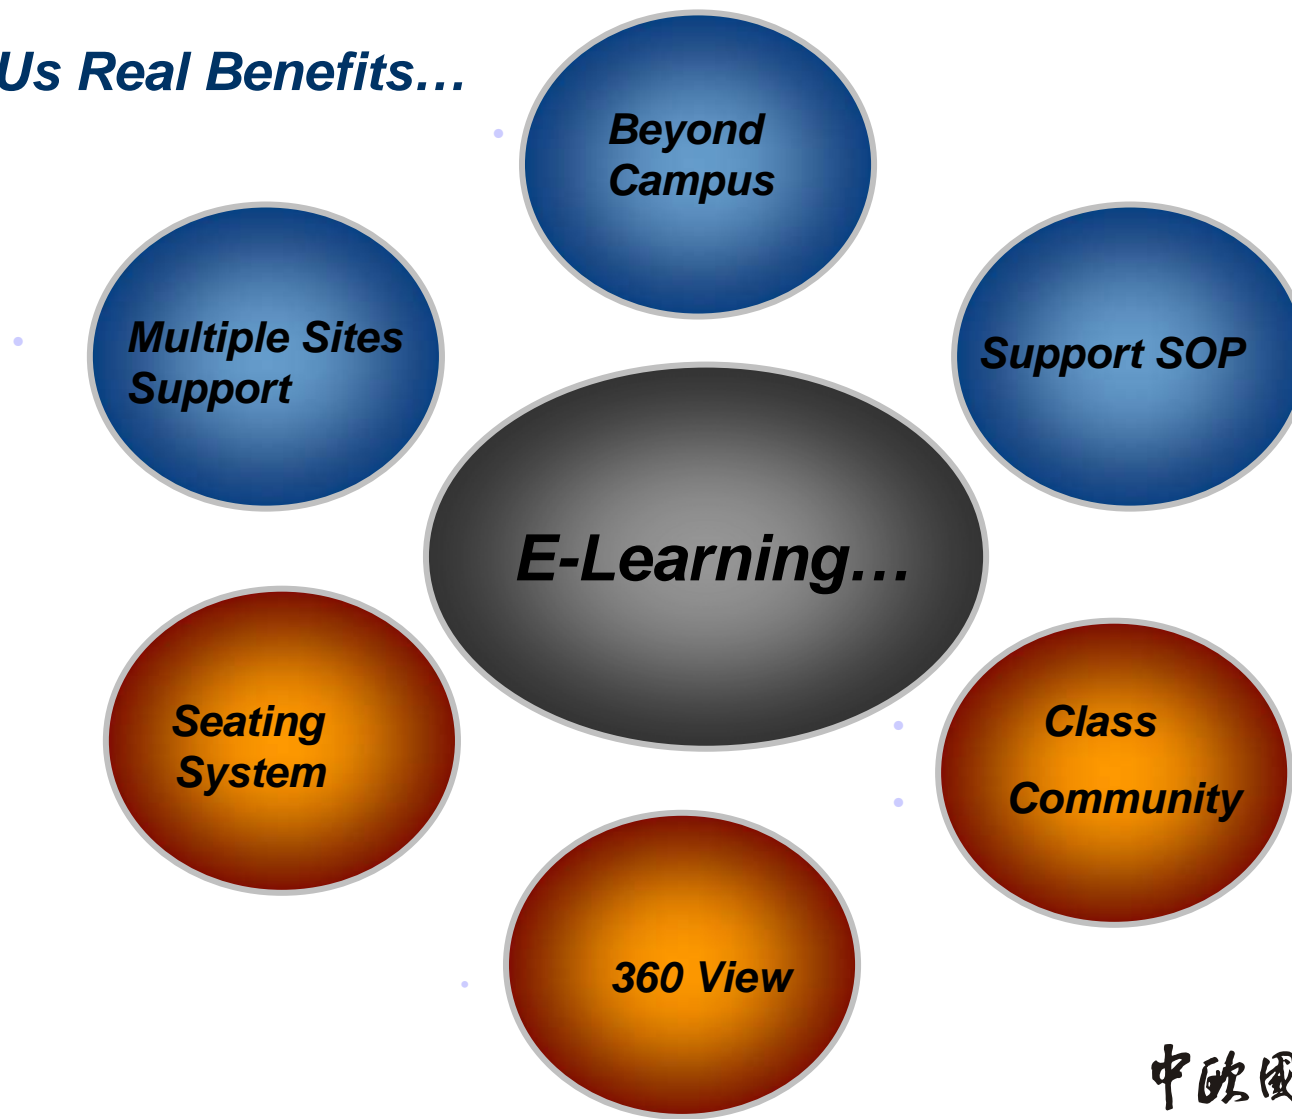 Us Real Benefits…
Beyond
Campus
Multiple Sites
Support
Support SOP
E-Learning…
Seating
System
Class
Community
360 View
中欧國